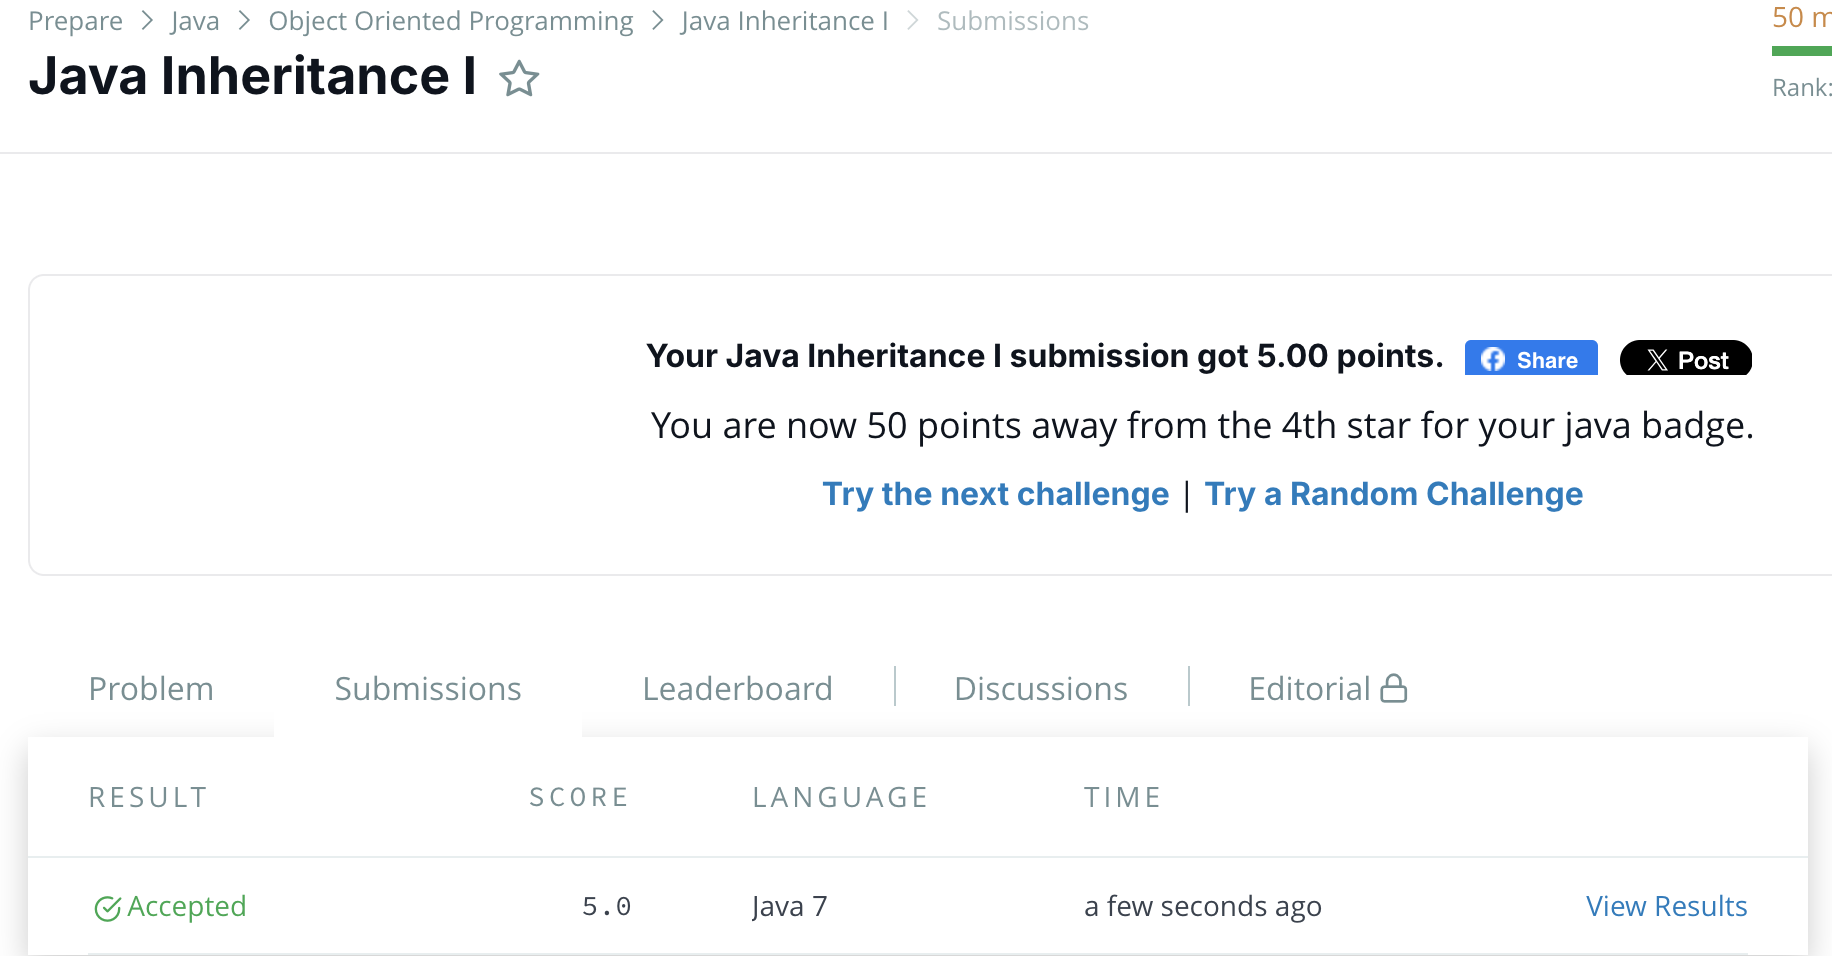 Prepare > Java > Object Oriented Programming > Java Inheritance I > Submissions
50 m
Java Inheritance I
Rank:
Your Java Inheritance I submission got 5.00 points. Share Post
You are now 50 points away from the 4th star for your java badge.
Try the next challenge | Try a Random Challenge
Problem Submissions Leaderboard Discussions Editorial
RESULT SCORE LANGUAGE TIME
Accepted 5.0 Java 7 a few seconds ago View Results